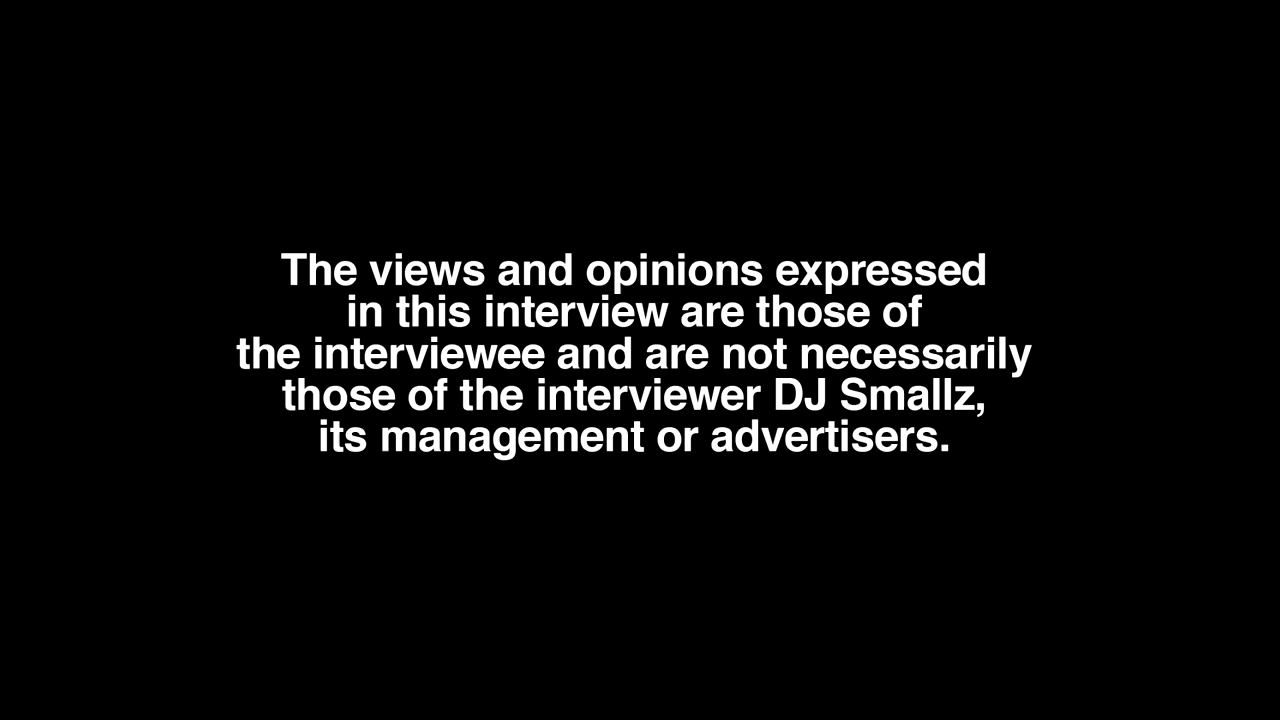 The views and opinions expressed
in this interview are those of
the interviewee and are not necessarily
those of the interviewer DJ Smallz,
its management or advertisers.